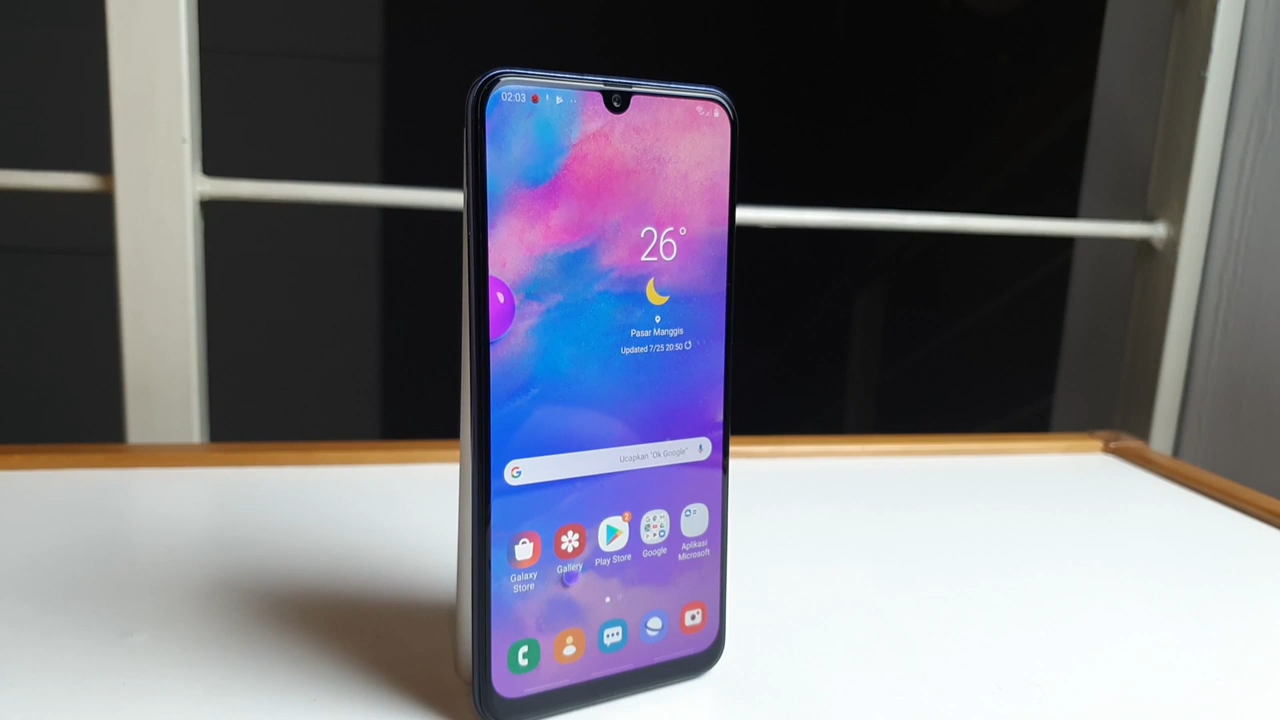 02:03
26°
Pasar Manggis
Updated 7/25 20:50
G
Ucapkan "Ok Google"
2
Galaxy
Store
Gallery
Play Store
Google
Aplikasi
Microsoft